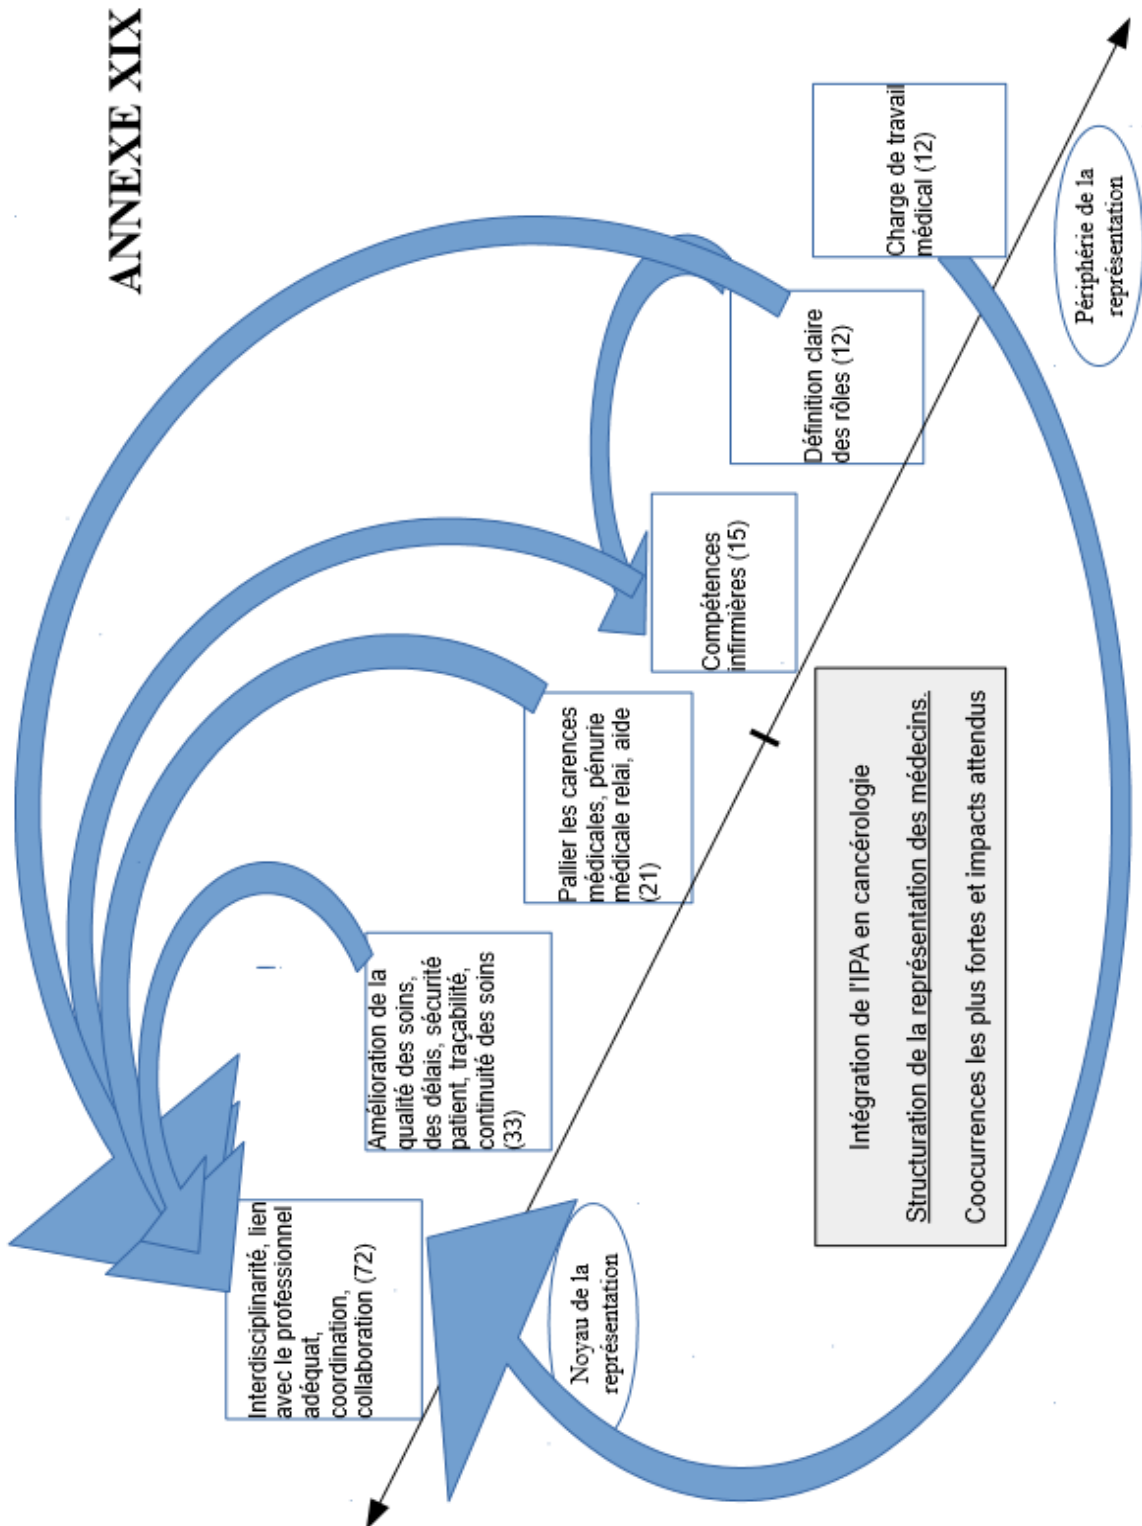 ANNEXE XIX
Interdisciplinarité, lien
avec le professionnel
adéquat,
coordination,
collaboration (72)
Amélioration de la
qualité des soins,
des délais, sécurité
patient, traçabilité,
continuité des soins
(33)
Pallier les carences
médicales, pénurie
médicale relai, aide
(21)
Compétences
infirmières (15)
Définition claire
des rôles (12)
Charge de travail
médical (12)
Noyau de la
représentation
Périphérie de la
représentation
Intégration de l'IPA en cancérologie
Structuration de la représentation des médecins.
Coocurrences les plus fortes et impacts attendus